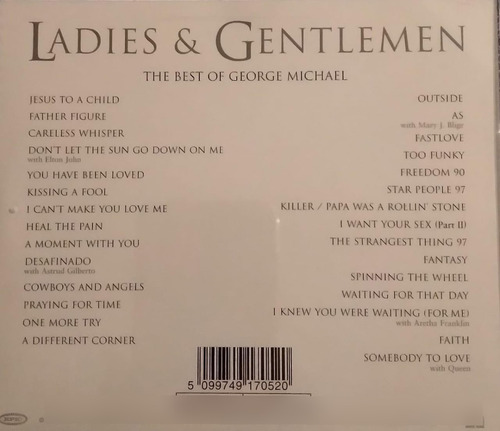 LADIES & GENTLEMEN
THE BEST OF GEORGE MICHAEL
JESUS TO A CHILD
FATHER FIGURE
CARELESS WHISPER
DON'T LET THE SUN GO DOWN ON ME
with Elton John
YOU HAVE BEEN LOVED
KISSING A FOOL
I CAN'T MAKE YOU LOVE ME
HEAL THE PAIN
A MOMENT WITH YOU
DESAFINADO
with Astrud Gilberto
COWBOYS AND ANGELS
PRAYING FOR TIME
ONE MORE TRY
A DIFFERENT CORNER
OUTSIDE
AS
with Mary J. Blige
FASTLOVE
TOO FUNKY
FREEDOM 90
STAR PEOPLE 97
KILLER / PAPA WAS A ROLLIN' STONE
I WANT YOUR SEX (Part II)
THE STRANGEST THING 97
FANTASY
SPINNING THE WHEEL
WAITING FOR THAT DAY
I KNEW YOU WERE WAITING (FOR ME)
with Aretha Franklin
FAITH
SOMEBODY TO LOVE
with Queen
5 099749 170520